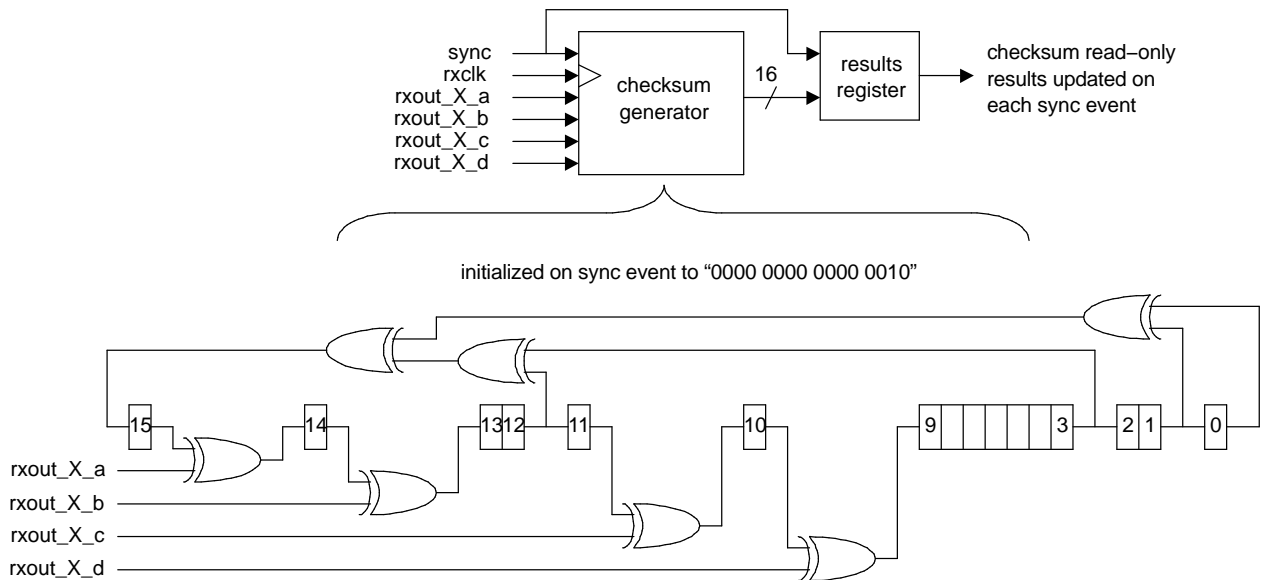 sync
rxclk
rxout_X_a
rxout_X_b
rxout_X_c
rxout_X_d
checksum
generator
16
results
register
checksum read–only
results updated on
each sync event
initialized on sync event to “0000 0000 0000 0010”
15
14
13 12
11
10
9
3
2 1
0
rxout_X_a
rxout_X_b
rxout_X_c
rxout_X_d